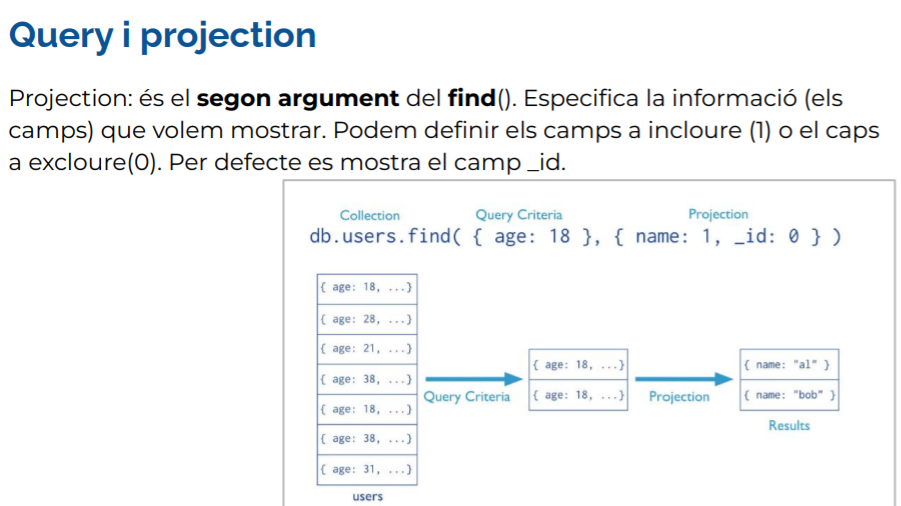 Query i projection
Projection: és el segon argument del find(). Especifica la informació (els
camps) que volem mostrar. Podem definir els camps a incloure (1) o el caps
a excloure(0). Per defecte es mostra el camp _id.
Collection Query Criteria Projection
db.users.find( { age: 18 }, { name: 1, _id: 0 } )
{ age: 18, ...}
{ age: 28, ...}
{ age: 21, ...}
{ age: 38, ...}
{ age: 18, ...}
{ age: 38, ...}
{ age: 31, ...}
users
Query Criteria
{ age: 18, ...}
{ age: 18, ...}
Projection
{ name: "al" }
{ name: "bob" }
Results